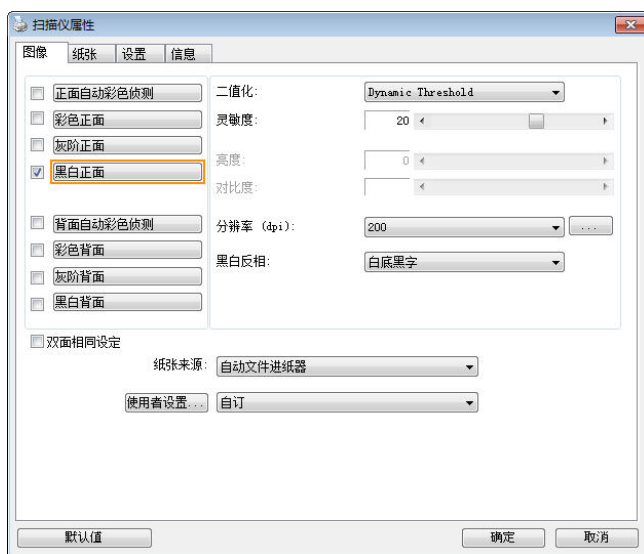 扫描仪属性
图像 纸张 设置 信息
正面自动彩色侦测
彩色正面
灰阶正面
黑白正面
背面自动彩色侦测
彩色背面
灰阶背面
黑白背面
二值化: Dynamic Threshold
灵敏度: 20
亮度: 0
对比度:
分辨率 (dpi): 200 ...
黑白反相: 白底黑字
双面相同设定
纸张来源: 自动文件进纸器
使用者设置... 自订
默认值 确定 取消